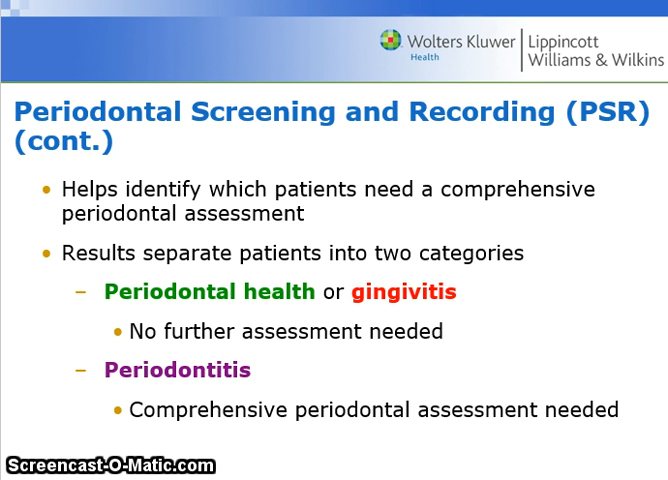 Wolters Kluwer
Health
Lippincott
Williams & Wilkins
Periodontal Screening and Recording (PSR)
(cont.)
• Helps identify which patients need a comprehensive
periodontal assessment
• Results separate patients into two categories
– Periodontal health or gingivitis
• No further assessment needed
– Periodontitis
• Comprehensive periodontal assessment needed
Screencast-O-Matic.com